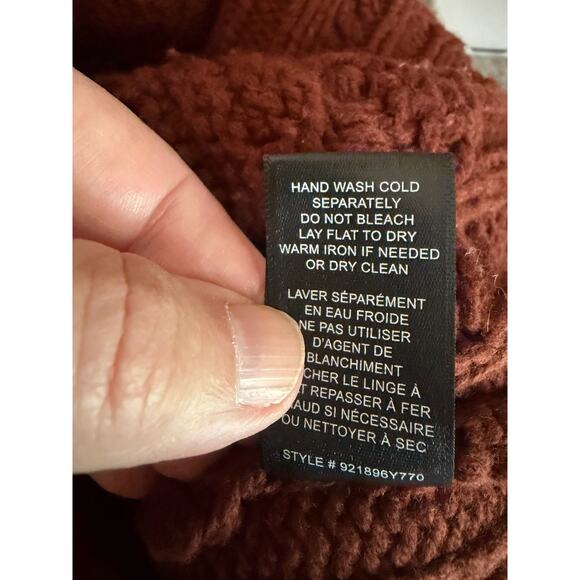 HAND WASH COLD
SEPARATELY
DO NOT BLEACH
LAY FLAT TO DRY
WARM IRON IF NEEDED
OR DRY CLEAN
LAVER SÉPARÉMENT
EN EAU FROIDE
NE PAS UTILISER
D'AGENT DE
BLANCHIMENT
LE LINGE À
REPASSER À FER
SI NÉCESSAIRE
OU NETTOYER À SEC
STYLE # 921896Y770